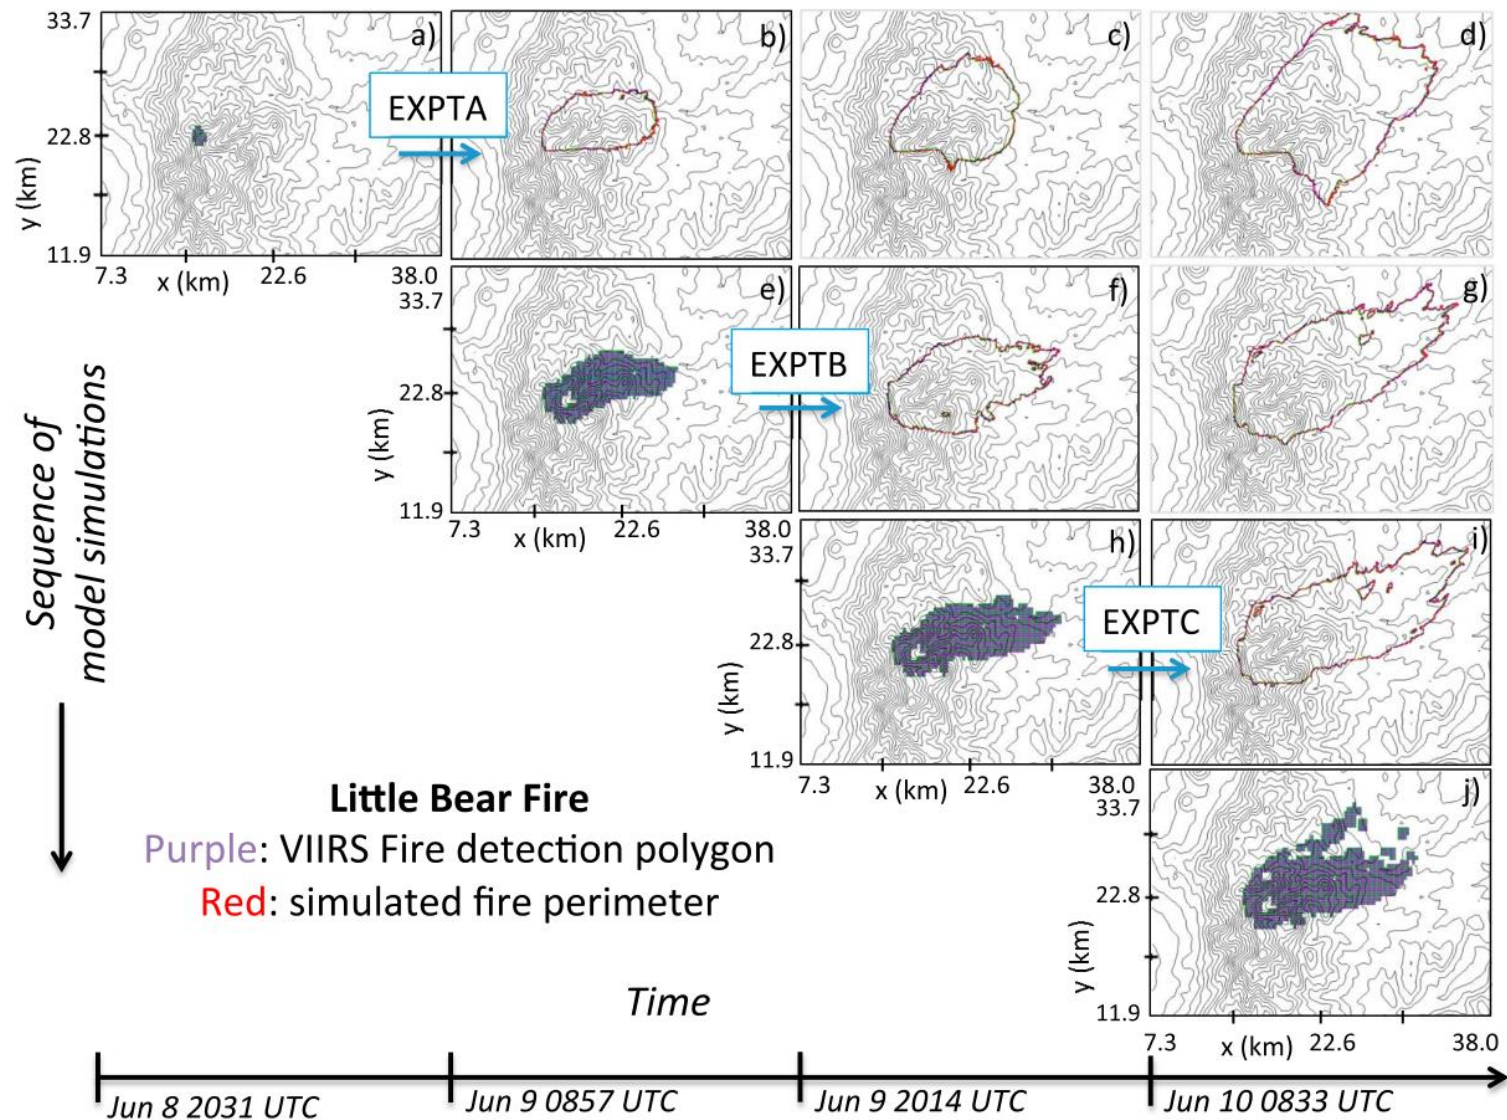 33.7
a)
b)
c)
d)
EXPTA
22.8
y (km)
11.9
7.3
x (km)
22.6
38.0
33.7
e)
f)
g)
EXPTB
22.8
y (km)
11.9
7.3
x (km)
22.6
38.0
33.7
h)
i)
EXPTC
22.8
y (km)
11.9
7.3
x (km)
22.6
38.0
33.7
j)
22.8
y (km)
11.9
7.3
x (km)
22.6
38.0
Sequence of
model simulations
Little Bear Fire
Purple: VIIRS Fire detection polygon
Red: simulated fire perimeter
Time
Jun 8 2031 UTC
Jun 9 0857 UTC
Jun 9 2014 UTC
Jun 10 0833 UTC